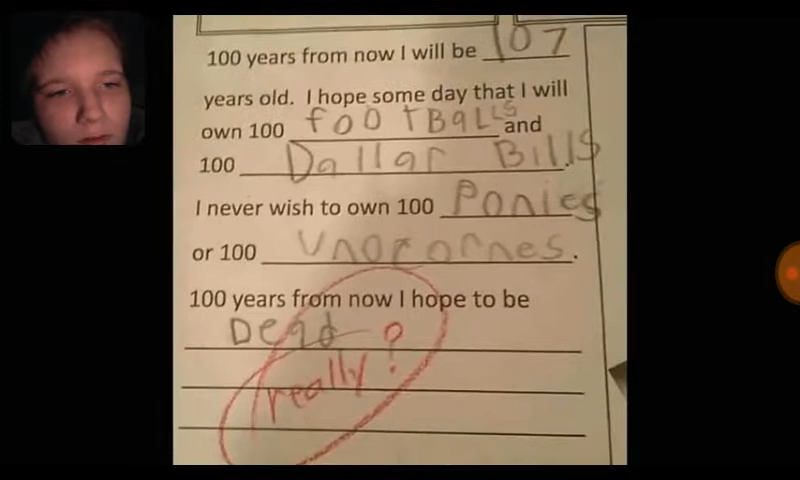 100 years from now I will be 107
years old. I hope some day that I will
own 100 footBalls and
100 Dallar Bills.
I never wish to own 100 Ponies
or 100 Unocornes.
100 years from now I hope to be
Dead
really?